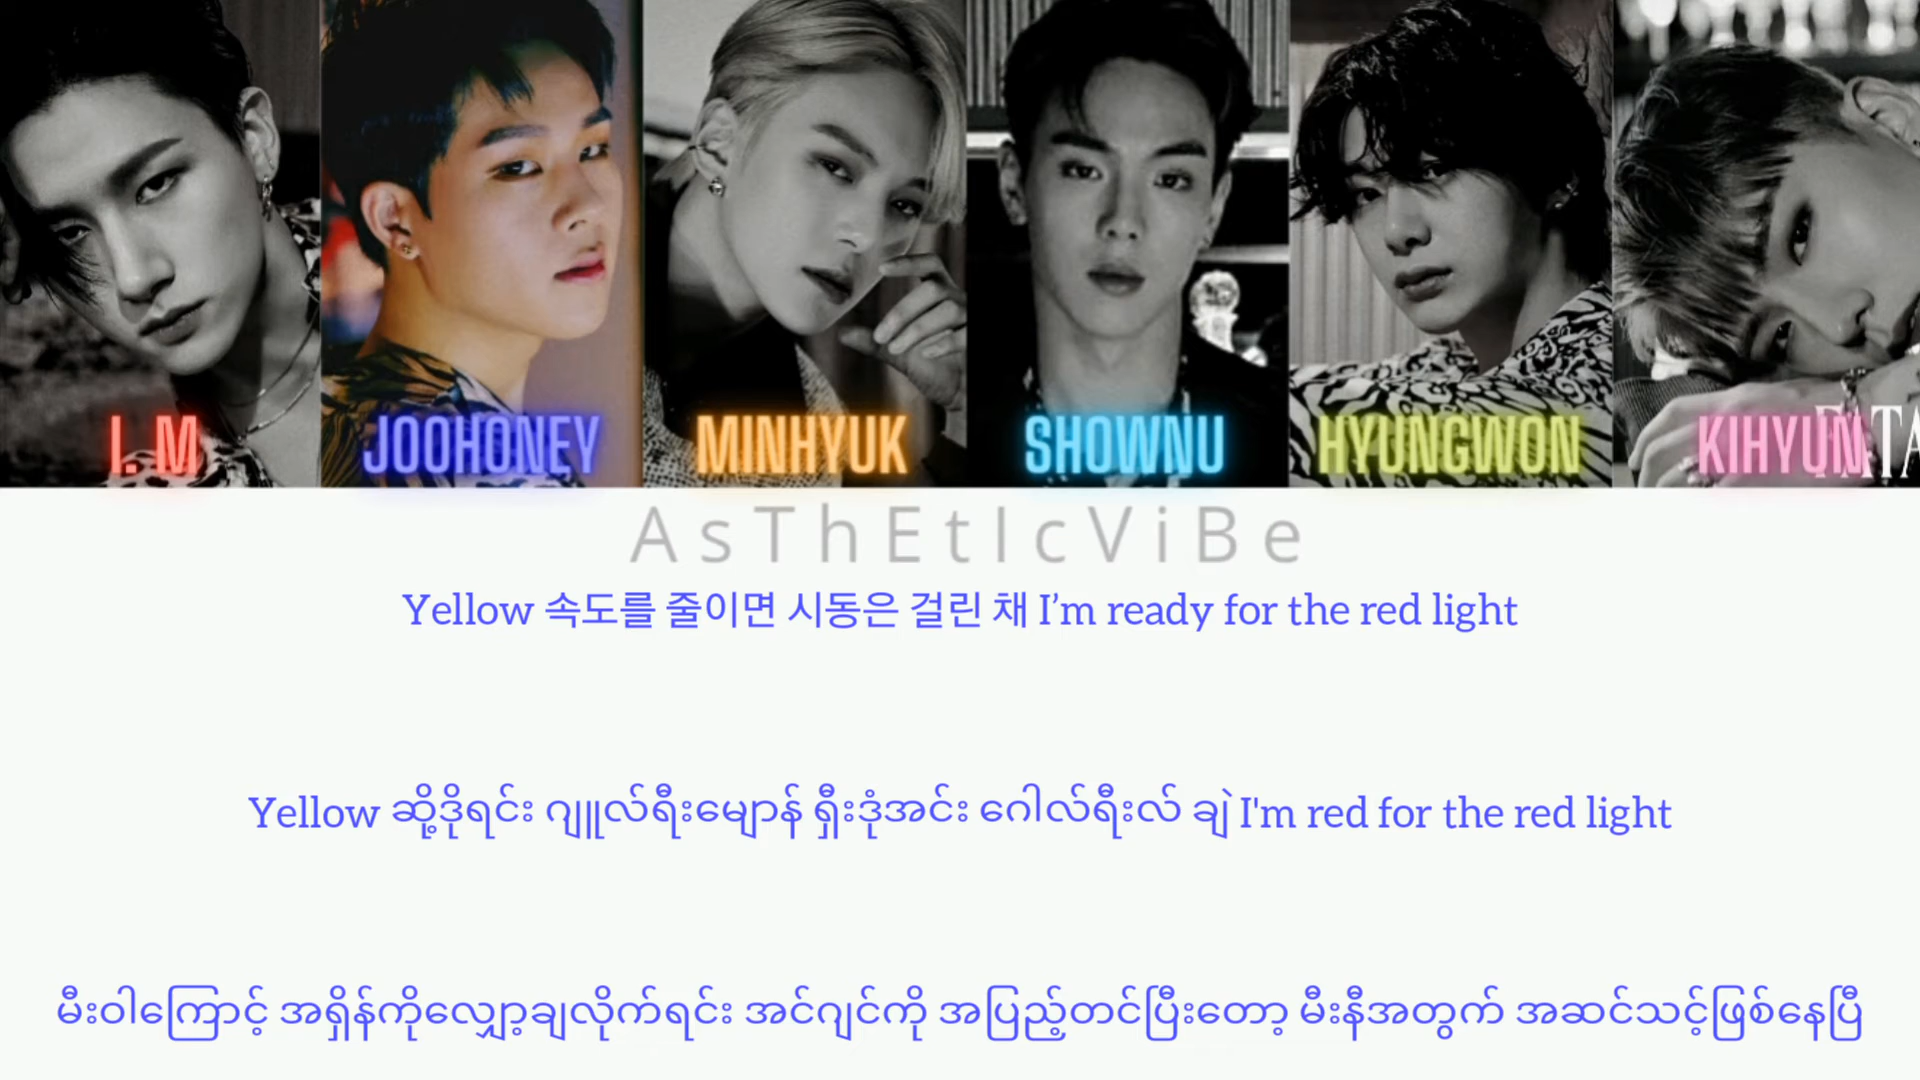 I. M
JOOHONEY
MINHYUK
SHOWNU
HYUNGWON
KIHYUN
AsThEtIcViBe
Yellow 속도를 줄이면 시동은 걸린 채 I’m ready for the red light
Yellow ဆို့ဒိုရင်း ဂျူလ်ရီးမျောန် ရှီးဒုံအင်း ဂေါလ်ရီးလ် ချဲ I'm red for the red light
မီးဝါကြောင့် အရှိန်ကိုလျှော့ချလိုက်ရင်း အင်ဂျင်ကို အပြည့်တင်ပြီးတော့ မီးနီအတွက် အဆင်သင့်ဖြစ်နေပြီ